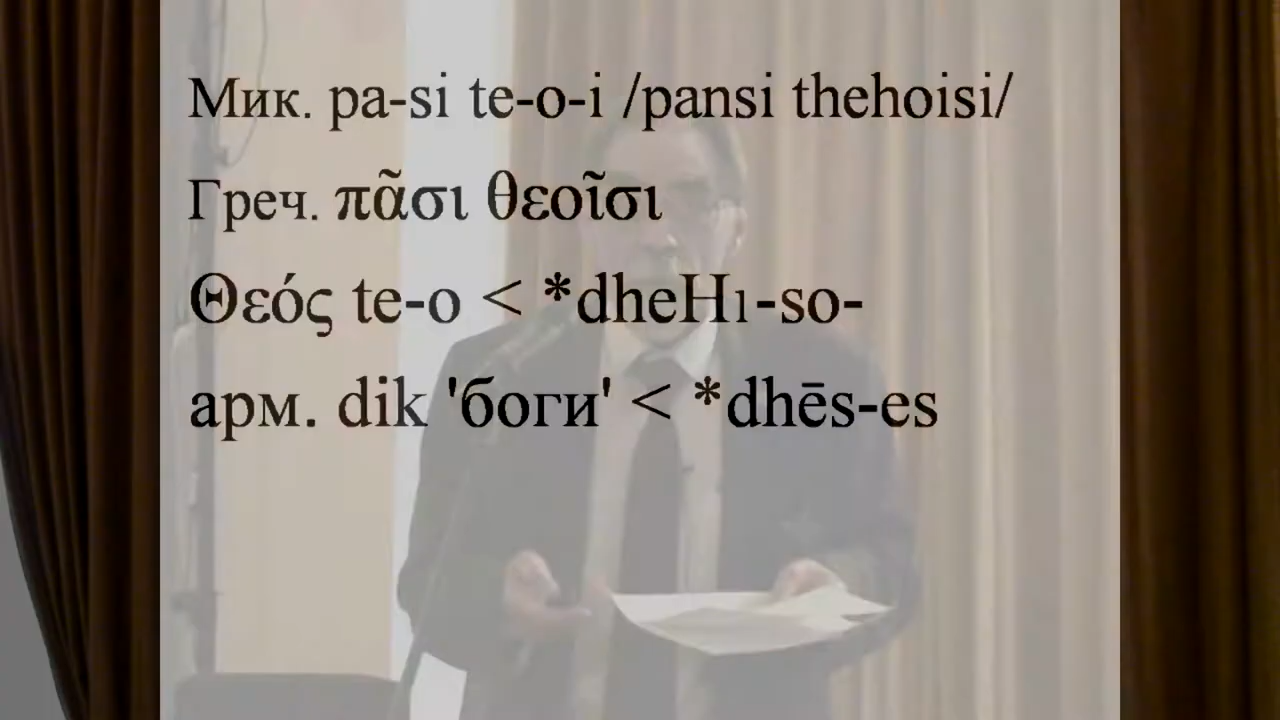 Мик. pa-si te-o-i /pansi thehoisi/
Греч. πᾶσι θεοῖσι
Θεός te-o < *dheH₁-so-
арм. dik 'боги' < *dhēs-es